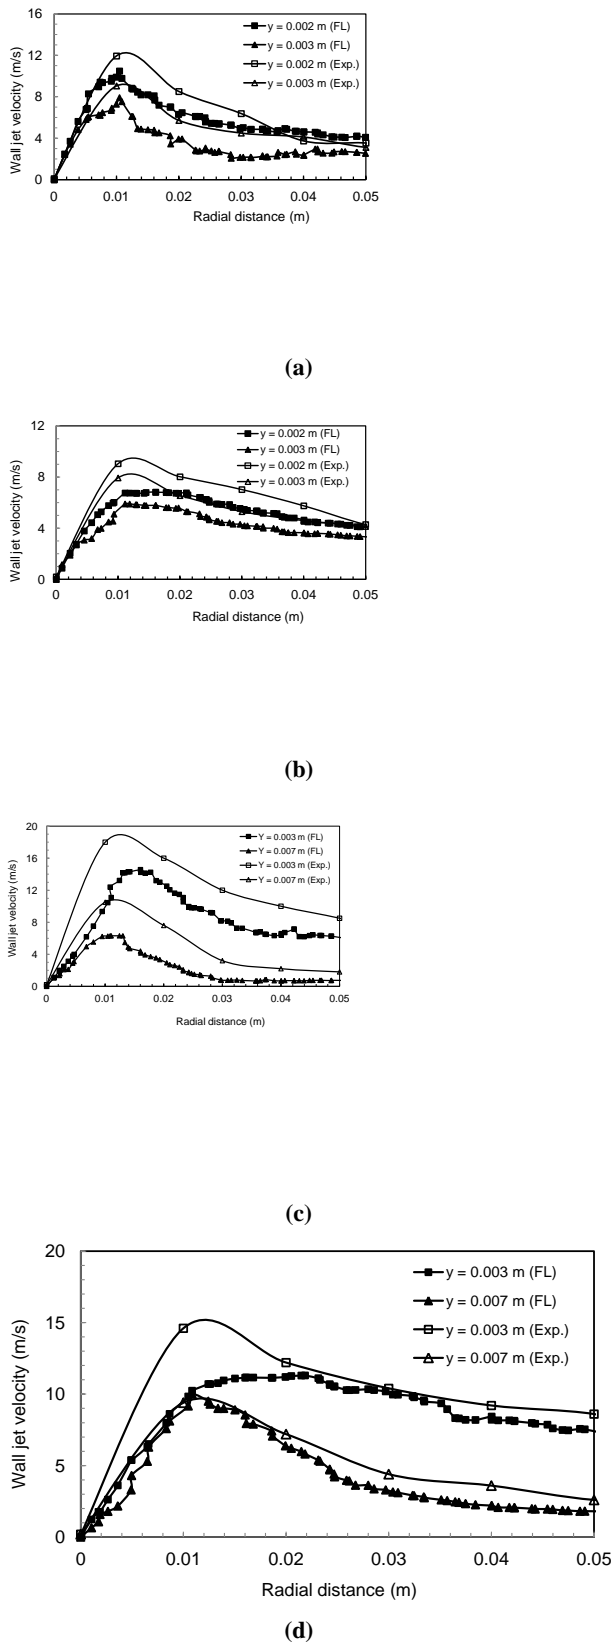 16
12
8
4
0
Wall jet velocity (m/s)
y = 0.002 m (FL)
y = 0.003 m (FL)
y = 0.002 m (Exp.)
y = 0.003 m (Exp.)
0 0.01 0.02 0.03 0.04 0.05
Radial distance (m)
(a)
12
8
4
0
Wall jet velocity (m/s)
y = 0.002 m (FL)
y = 0.003 m (FL)
y = 0.002 m (Exp.)
y = 0.003 m (Exp.)
0 0.01 0.02 0.03 0.04 0.05
Radial distance (m)
(b)
20
16
12
8
4
0
Wall jet velocity (m/s)
Y = 0.003 m (FL)
Y = 0.007 m (FL)
Y = 0.003 m (Exp.)
Y = 0.007 m (Exp.)
0 0.01 0.02 0.03 0.04 0.05
Radial distance (m)
(c)
20
15
10
5
0
Wall jet velocity (m/s)
y = 0.003 m (FL)
y = 0.007 m (FL)
y = 0.003 m (Exp.)
y = 0.007 m (Exp.)
0 0.01 0.02 0.03 0.04 0.05
Radial distance (m)
(d)